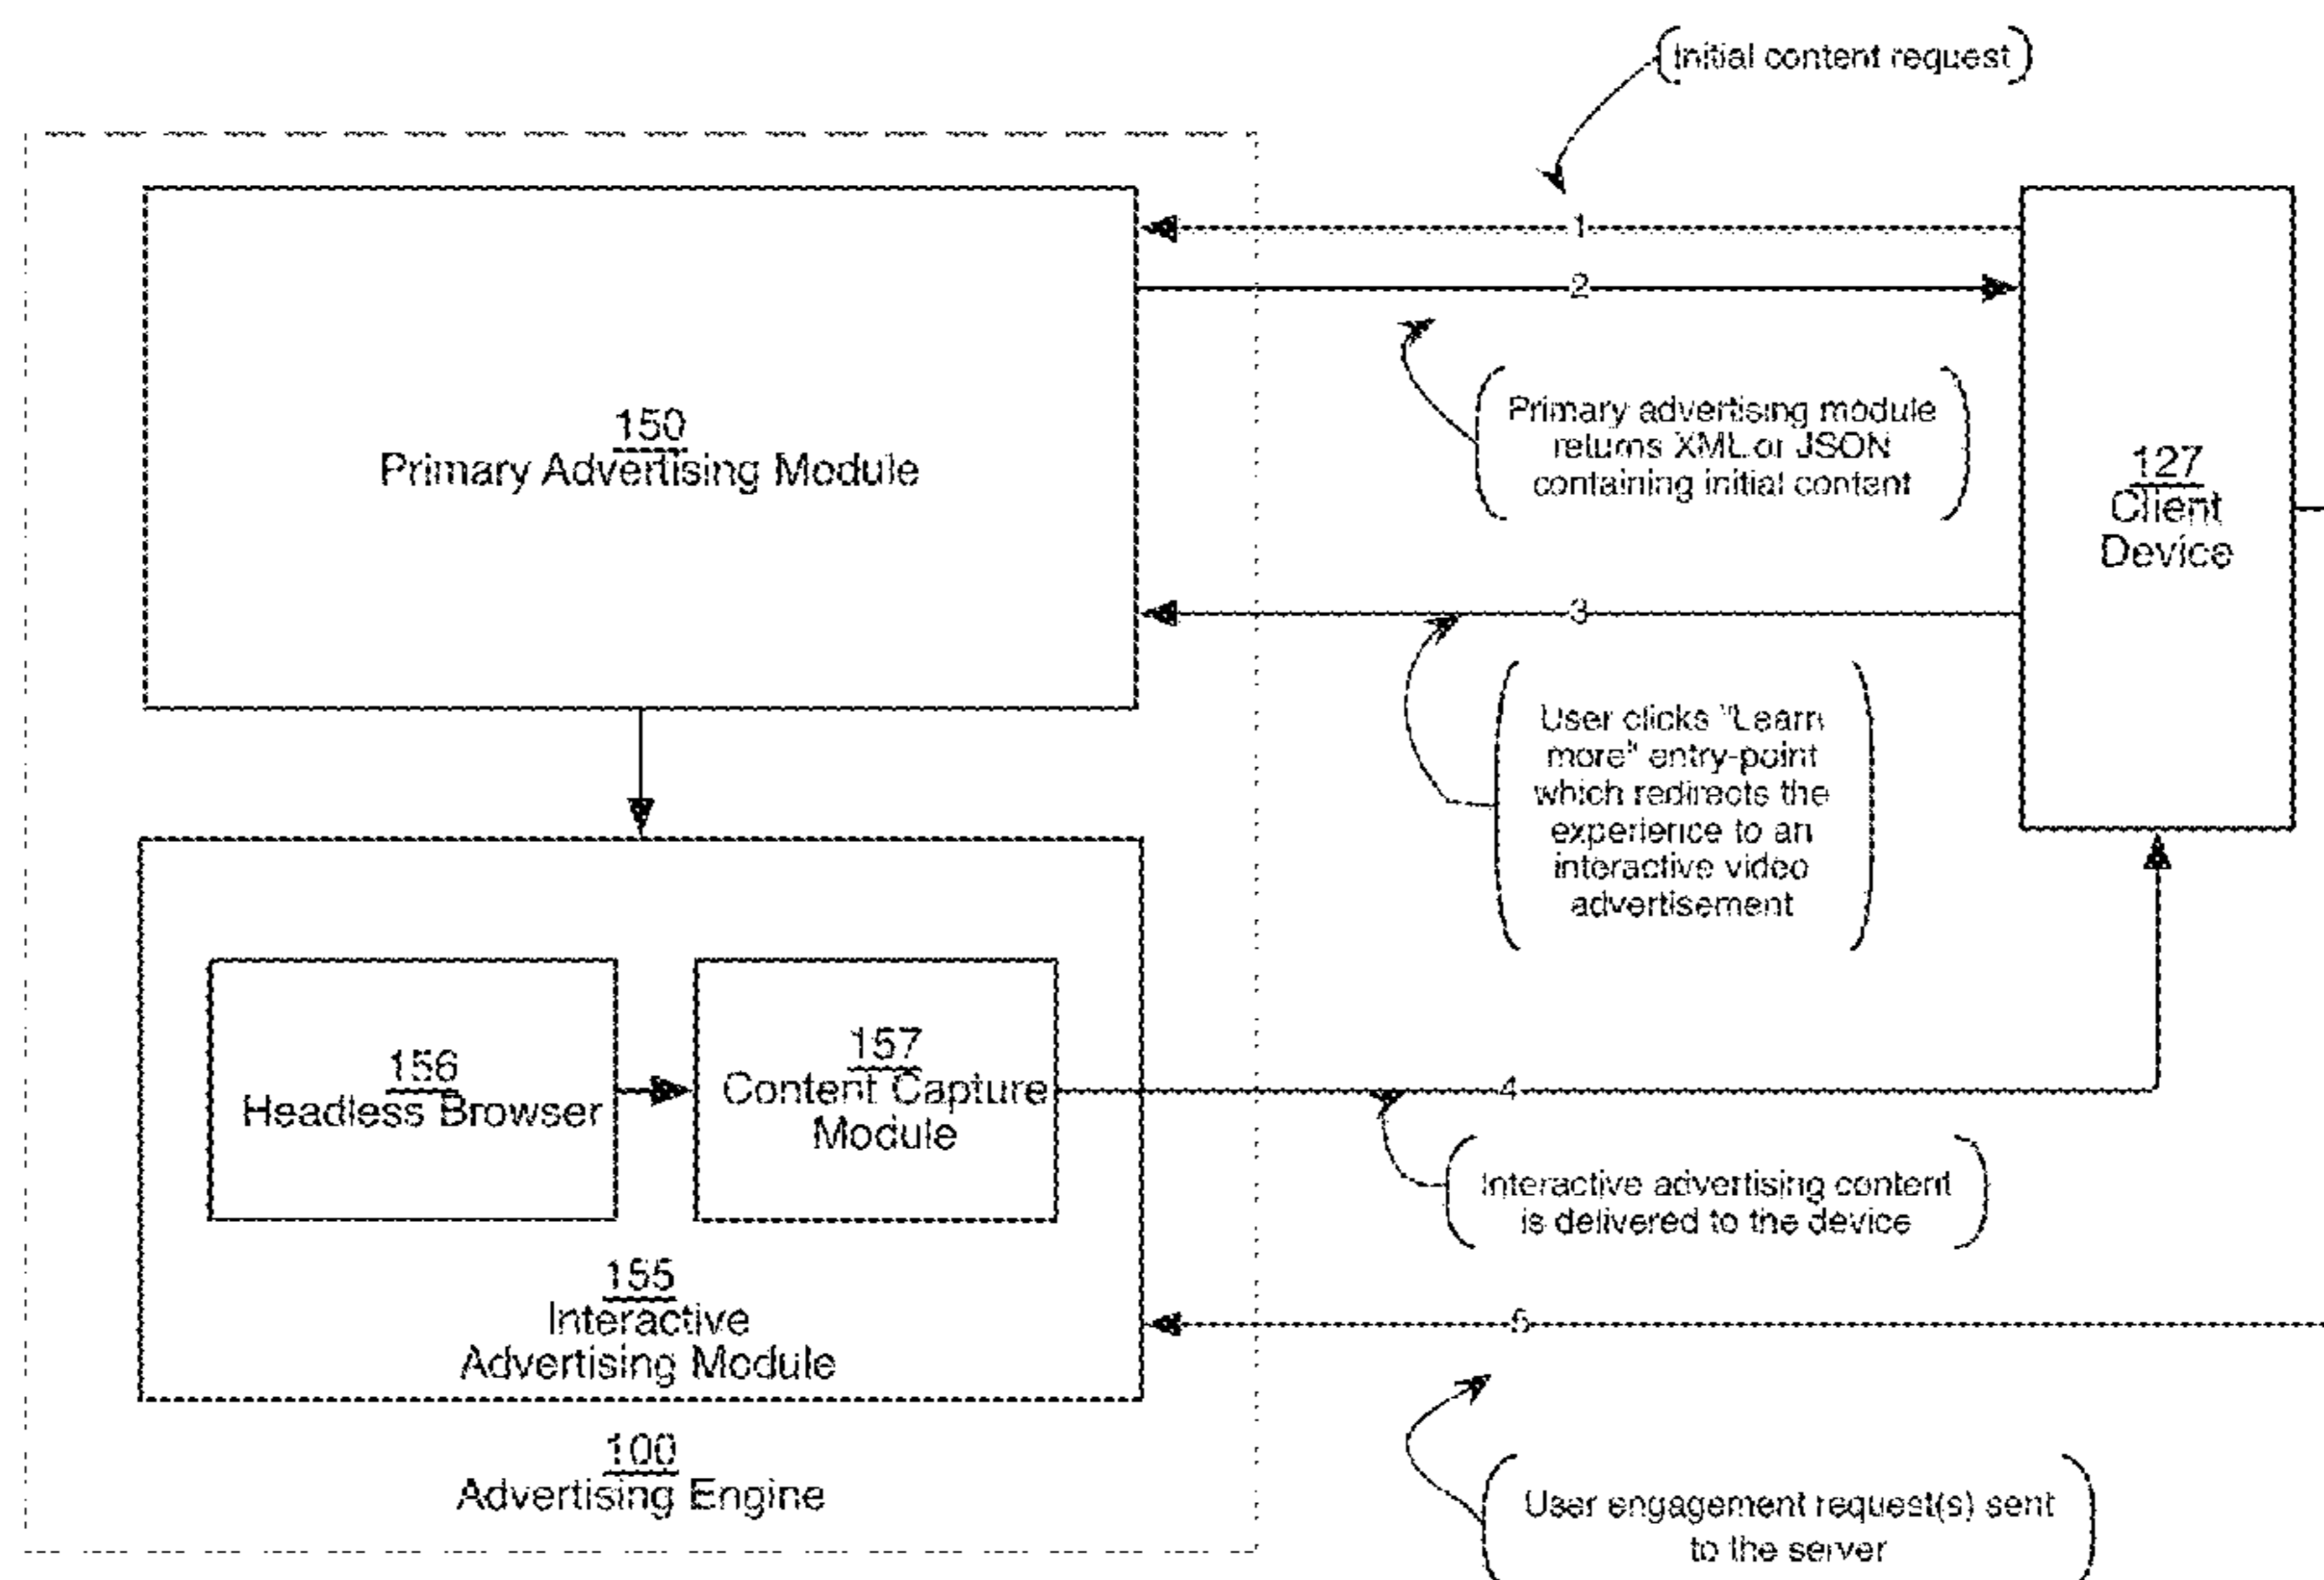 Initial content request
1
2
150
Primary Advertising Module
Primary advertising module
returns XML or JSON
containing initial content
127
Client
Device
3
User clicks "Learn
more" entry-point
which redirects the
experience to an
interactive video
advertisement
156
Headless Browser
157
Content Capture
Module
4
Interactive advertising content
is delivered to the device
155
Interactive
Advertising Module
5
100
Advertising Engine
User engagement request(s) sent
to the server